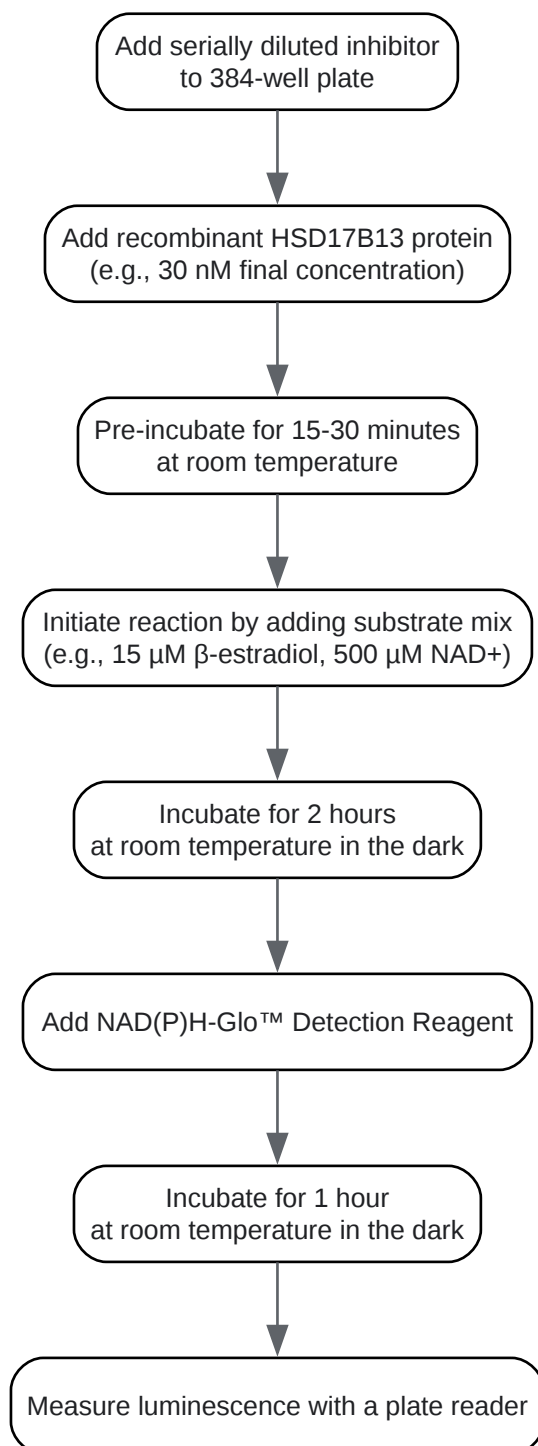 Add serially diluted inhibitor
to 384-well plate
Add recombinant HSD17B13 protein
(e.g., 30 nM final concentration)
Pre-incubate for 15-30 minutes
at room temperature
Initiate reaction by adding substrate mix
(e.g., 15 µM β-estradiol, 500 µM NAD+)
Incubate for 2 hours
at room temperature in the dark
Add NAD(P)H-Glo™ Detection Reagent
Incubate for 1 hour
at room temperature in the dark
Measure luminescence with a plate reader